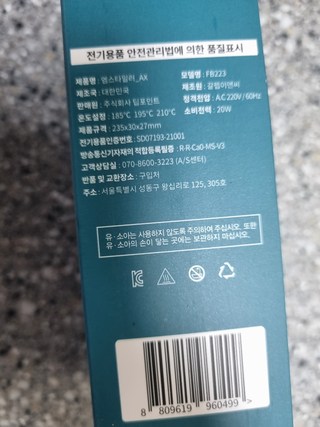 전기용품 안전관리법에 의한 품질표시
제품명 : 엠스타일러_AX 모델명 : FB223
제조국 : 대한민국 제조원 : 갈렙이앤씨
판매원 : 주식회사 팀포인트 정격전압 : A.C 220V / 60Hz
온도설정 : 185℃ 195℃ 210℃ 소비전력 : 20W
제품규격 : 235x30x27mm
전기용품인증번호 : SD07193-21001
방송통신기자재의 적합등록필증 : R-R-Ca0-MS-V3
고객상담실 : 070-8600-3223 (A/S센터)
반품 및 교환장소 : 구입처
주소 : 서울특별시 성동구 왕십리로 125, 305호
유·소아는 사용하지 않도록 주의하여 주십시오. 또한
유·소아의 손이 닿는 곳에는 보관하지 마십시오.
8 809619 960499 >